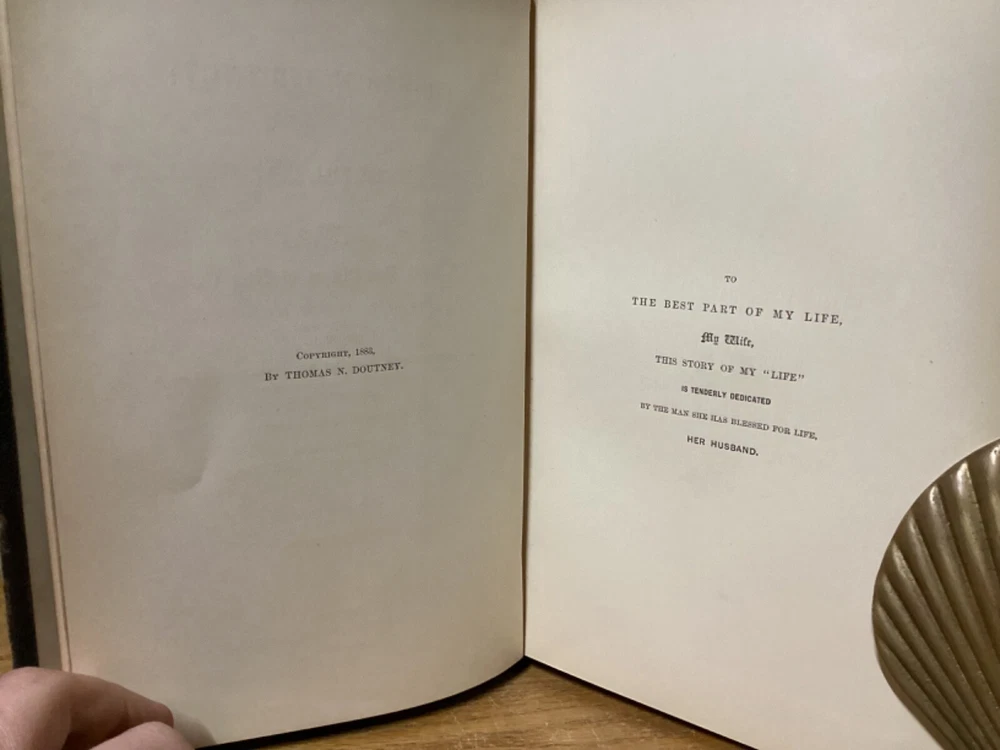 COPYRIGHT, 1883,
BY THOMAS N. DOUTNEY.
TO
THE BEST PART OF MY LIFE,
My Wife,
THIS STORY OF MY "LIFE"
IS TENDERLY DEDICATED
BY THE MAN SHE HAS BLESSED FOR LIFE,
HER HUSBAND.